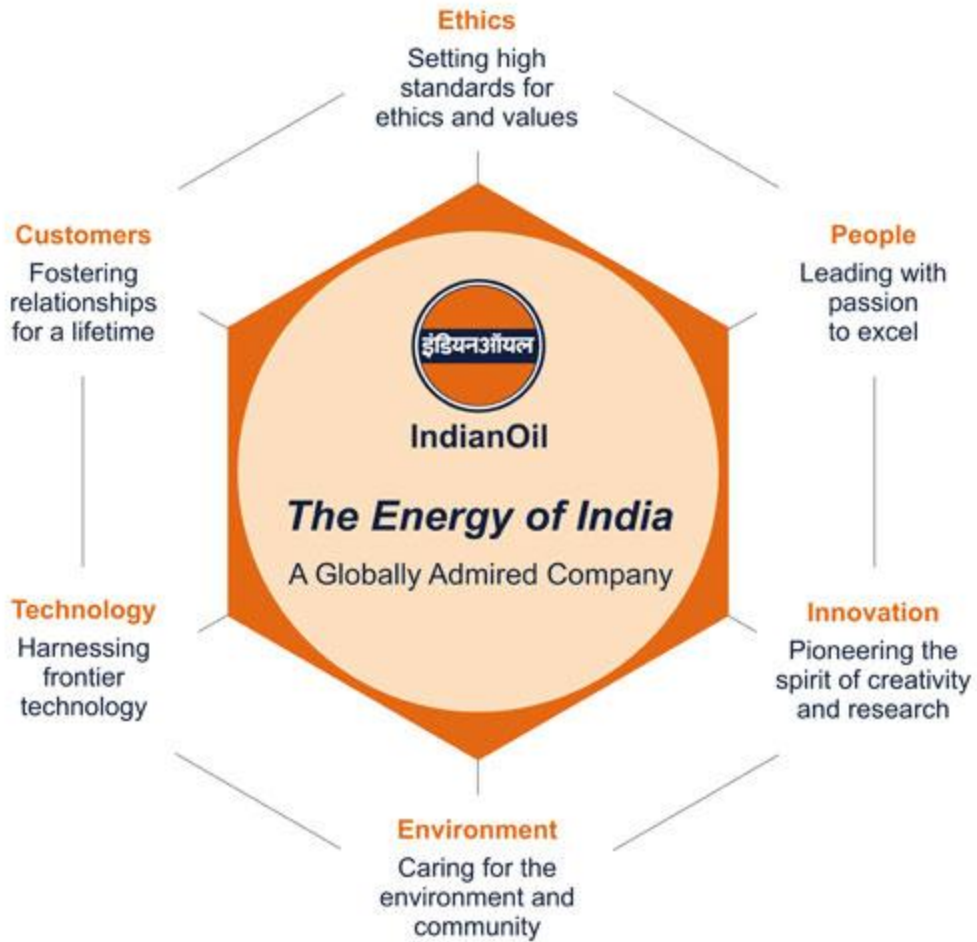 Ethics
Setting high
standards for
ethics and values
Customers
Fostering
relationships
for a lifetime
People
Leading with
passion
to excel
इंडियनऑयल
IndianOil
The Energy of India
A Globally Admired Company
Technology
Harnessing
frontier
technology
Innovation
Pioneering the
spirit of creativity
and research
Environment
Caring for the
environment and
community